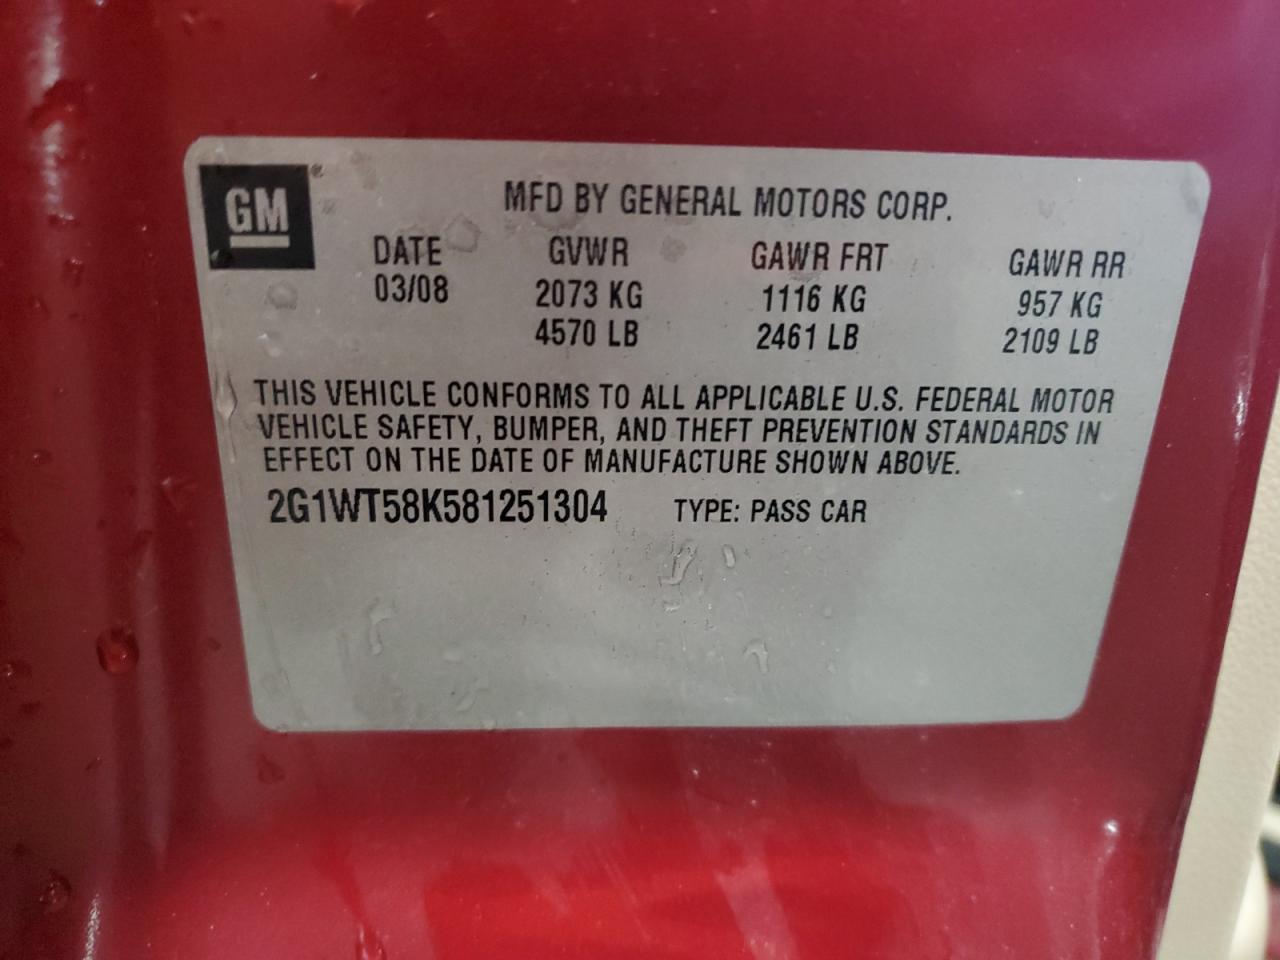 GM
MFD BY GENERAL MOTORS CORP.
DATE GVWR GAWR FRT GAWR RR
03/08 2073 KG 1116 KG 957 KG
4570 LB 2461 LB 2109 LB
THIS VEHICLE CONFORMS TO ALL APPLICABLE U.S. FEDERAL MOTOR
VEHICLE SAFETY, BUMPER, AND THEFT PREVENTION STANDARDS IN
EFFECT ON THE DATE OF MANUFACTURE SHOWN ABOVE.
2G1WT58K581251304 TYPE: PASS CAR